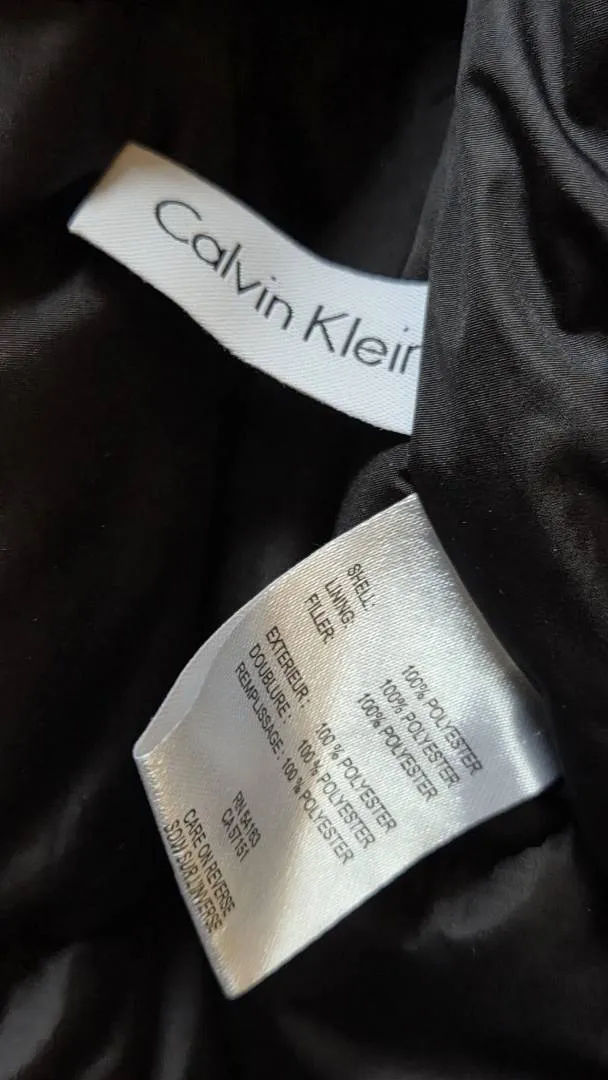 Calvin Klein
SHELL: 100% POLYESTER
LINING: 100% POLYESTER
FILLER: 100% POLYESTER
EXTERIEUR: 100 % POLYESTER
DOUBLURE: 100 % POLYESTER
REMPLISSAGE: 100 % POLYESTER
RN 54163
CA 57151
CARE ON REVERSE
SOIN SUR L'INVERSE